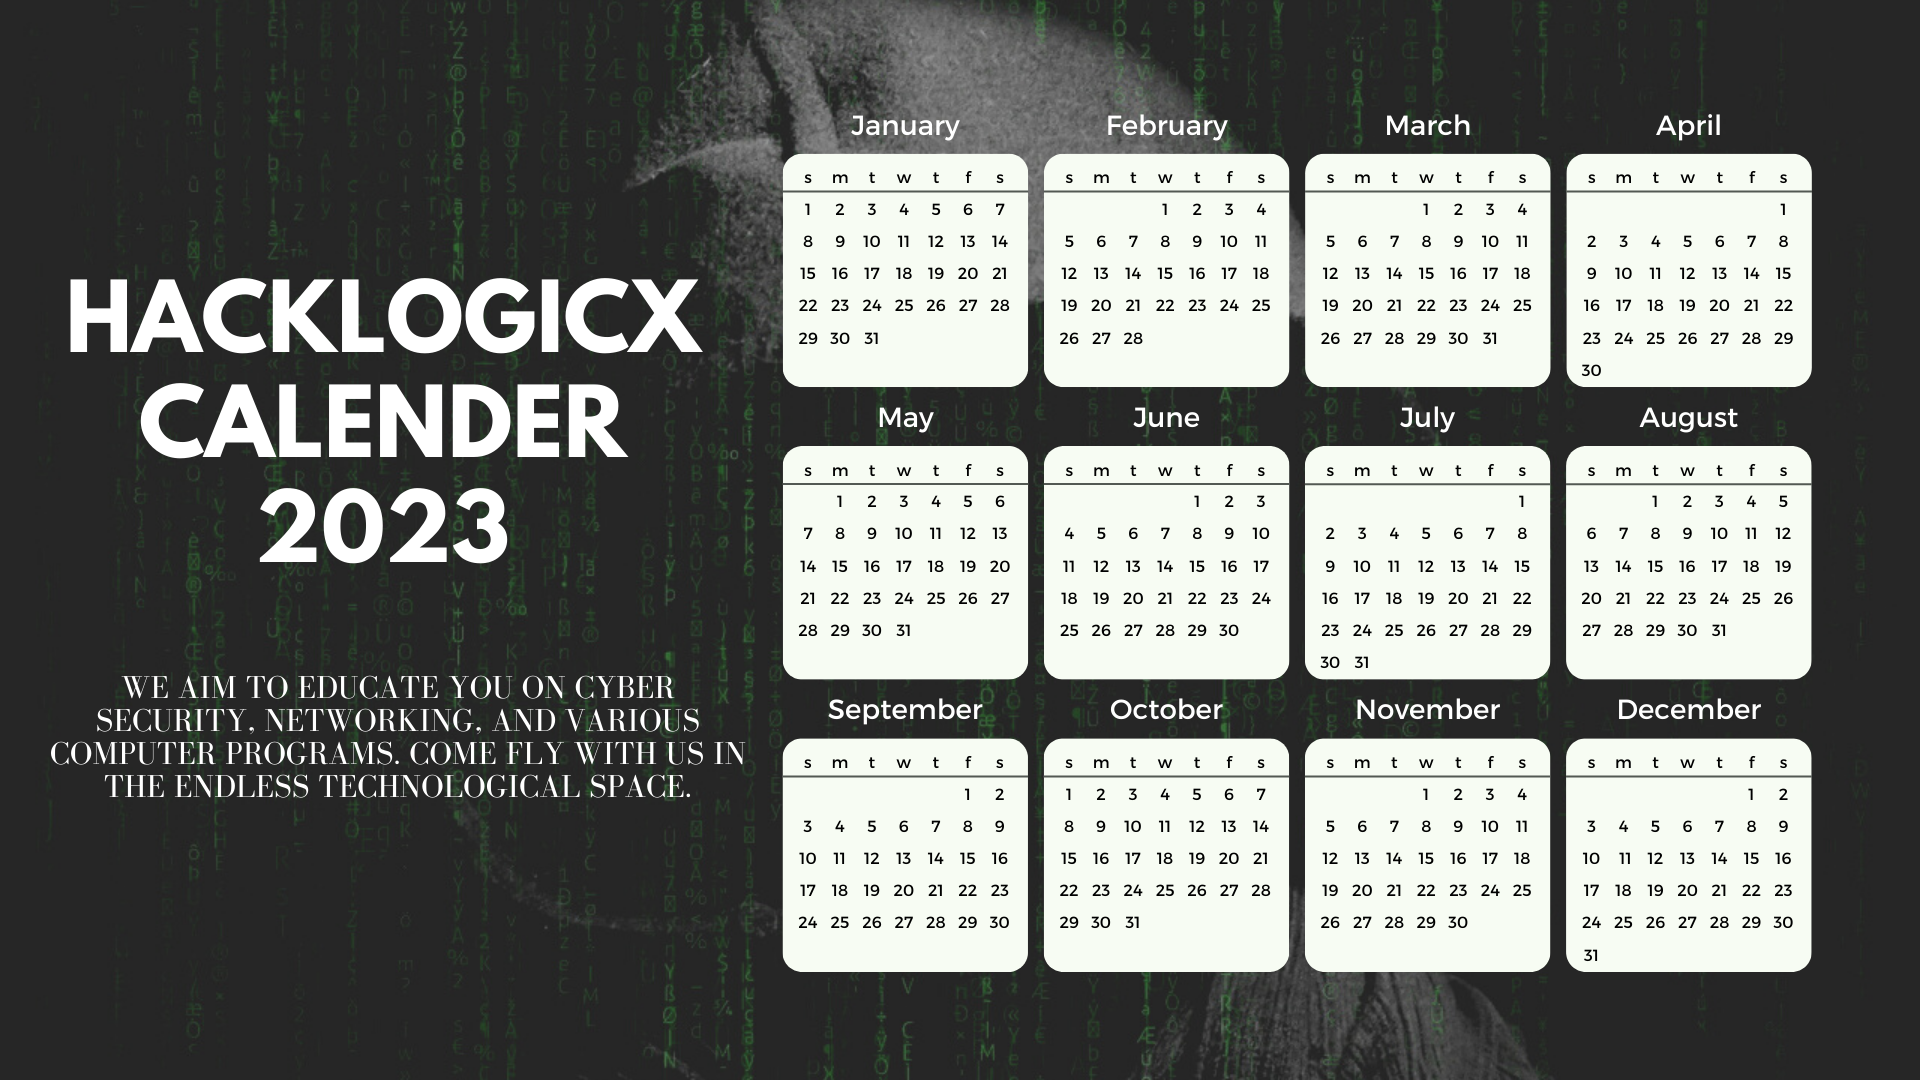 HACKLOGICX
CALENDER
2023
WE AIM TO EDUCATE YOU ON CYBER
SECURITY, NETWORKING, AND VARIOUS
COMPUTER PROGRAMS. COME FLY WITH US IN
THE ENDLESS TECHNOLOGICAL SPACE.
January
s m t w t f s
1 2 3 4 5 6 7
8 9 10 11 12 13 14
15 16 17 18 19 20 21
22 23 24 25 26 27 28
29 30 31
February
s m t w t f s
1 2 3 4
5 6 7 8 9 10 11
12 13 14 15 16 17 18
19 20 21 22 23 24 25
26 27 28
March
s m t w t f s
1 2 3 4
5 6 7 8 9 10 11
12 13 14 15 16 17 18
19 20 21 22 23 24 25
26 27 28 29 30 31
April
s m t w t f s
1
2 3 4 5 6 7 8
9 10 11 12 13 14 15
16 17 18 19 20 21 22
23 24 25 26 27 28 29
30
May
s m t w t f s
1 2 3 4 5 6
7 8 9 10 11 12 13
14 15 16 17 18 19 20
21 22 23 24 25 26 27
28 29 30 31
June
s m t w t f s
1 2 3
4 5 6 7 8 9 10
11 12 13 14 15 16 17
18 19 20 21 22 23 24
25 26 27 28 29 30
July
s m t w t f s
1
2 3 4 5 6 7 8
9 10 11 12 13 14 15
16 17 18 19 20 21 22
23 24 25 26 27 28 29
30 31
August
s m t w t f s
1 2 3 4 5
6 7 8 9 10 11 12
13 14 15 16 17 18 19
20 21 22 23 24 25 26
27 28 29 30 31
September
s m t w t f s
1 2
3 4 5 6 7 8 9
10 11 12 13 14 15 16
17 18 19 20 21 22 23
24 25 26 27 28 29 30
October
s m t w t f s
1 2 3 4 5 6 7
8 9 10 11 12 13 14
15 16 17 18 19 20 21
22 23 24 25 26 27 28
29 30 31
November
s m t w t f s
1 2 3 4
5 6 7 8 9 10 11
12 13 14 15 16 17 18
19 20 21 22 23 24 25
26 27 28 29 30
December
s m t w t f s
1 2
3 4 5 6 7 8 9
10 11 12 13 14 15 16
17 18 19 20 21 22 23
24 25 26 27 28 29 30
31